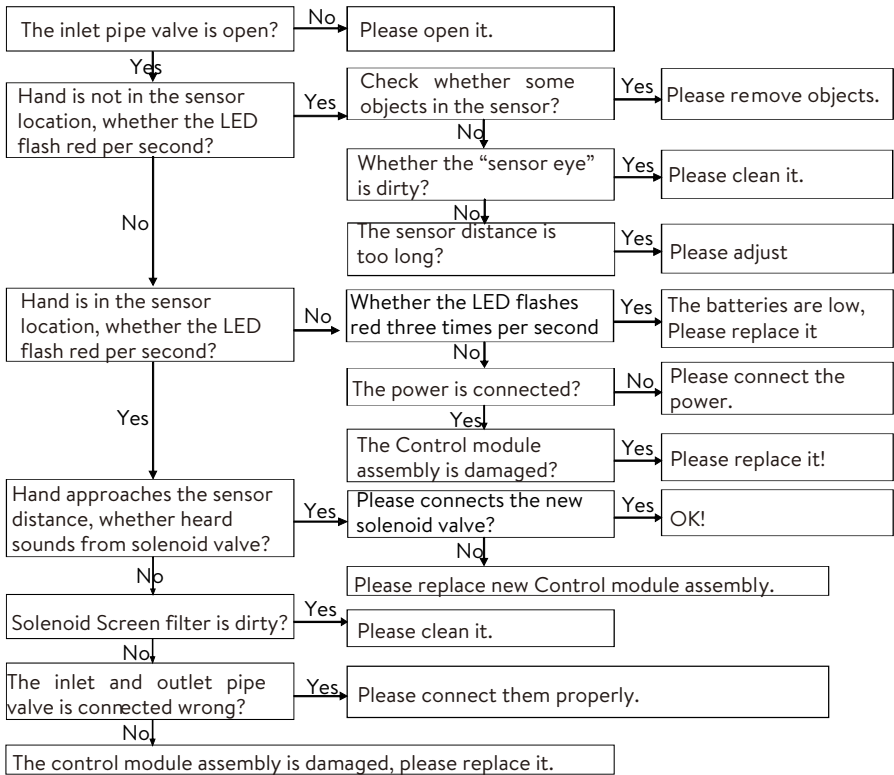 The inlet pipe valve is open?
No
Please open it.
Yes
Hand is not in the sensor
location, whether the LED
flash red per second?
Yes
Check whether some
objects in the sensor?
Yes
Please remove objects.
No
Whether the “sensor eye”
is dirty?
Yes
Please clean it.
No
The sensor distance is
too long?
Yes
Please adjust
No
Hand is in the sensor
location, whether the LED
flash red per second?
No
Whether the LED flashes
red three times per second
Yes
The batteries are low,
Please replace it
No
The power is connected?
No
Please connect the
power.
Yes
The Control module
assembly is damaged?
Yes
Please replace it!
Yes
Hand approaches the sensor
distance, whether heard
sounds from solenoid valve?
Yes
Please connects the new
solenoid valve?
Yes
OK!
No
Please replace new Control module assembly.
No
Solenoid Screen filter is dirty?
Yes
Please clean it.
No
The inlet and outlet pipe
valve is connected wrong?
Yes
Please connect them properly.
No
The control module assembly is damaged, please replace it.